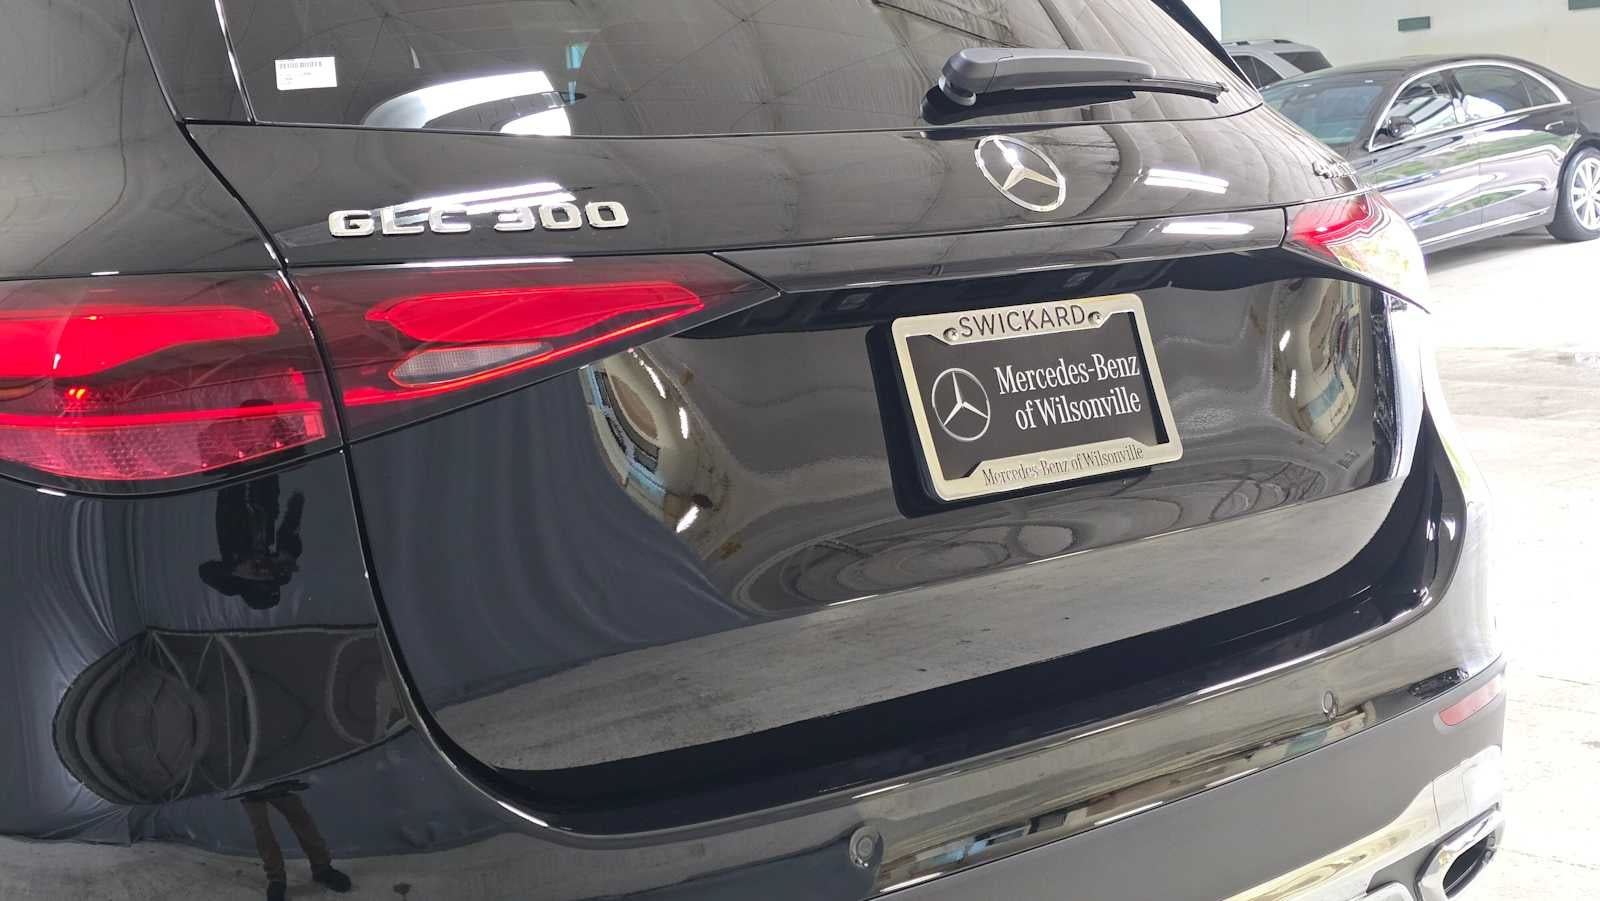 GLC 300
SWICKARD
Mercedes-Benz
of Wilsonville
Mercedes-Benz of Wilsonville